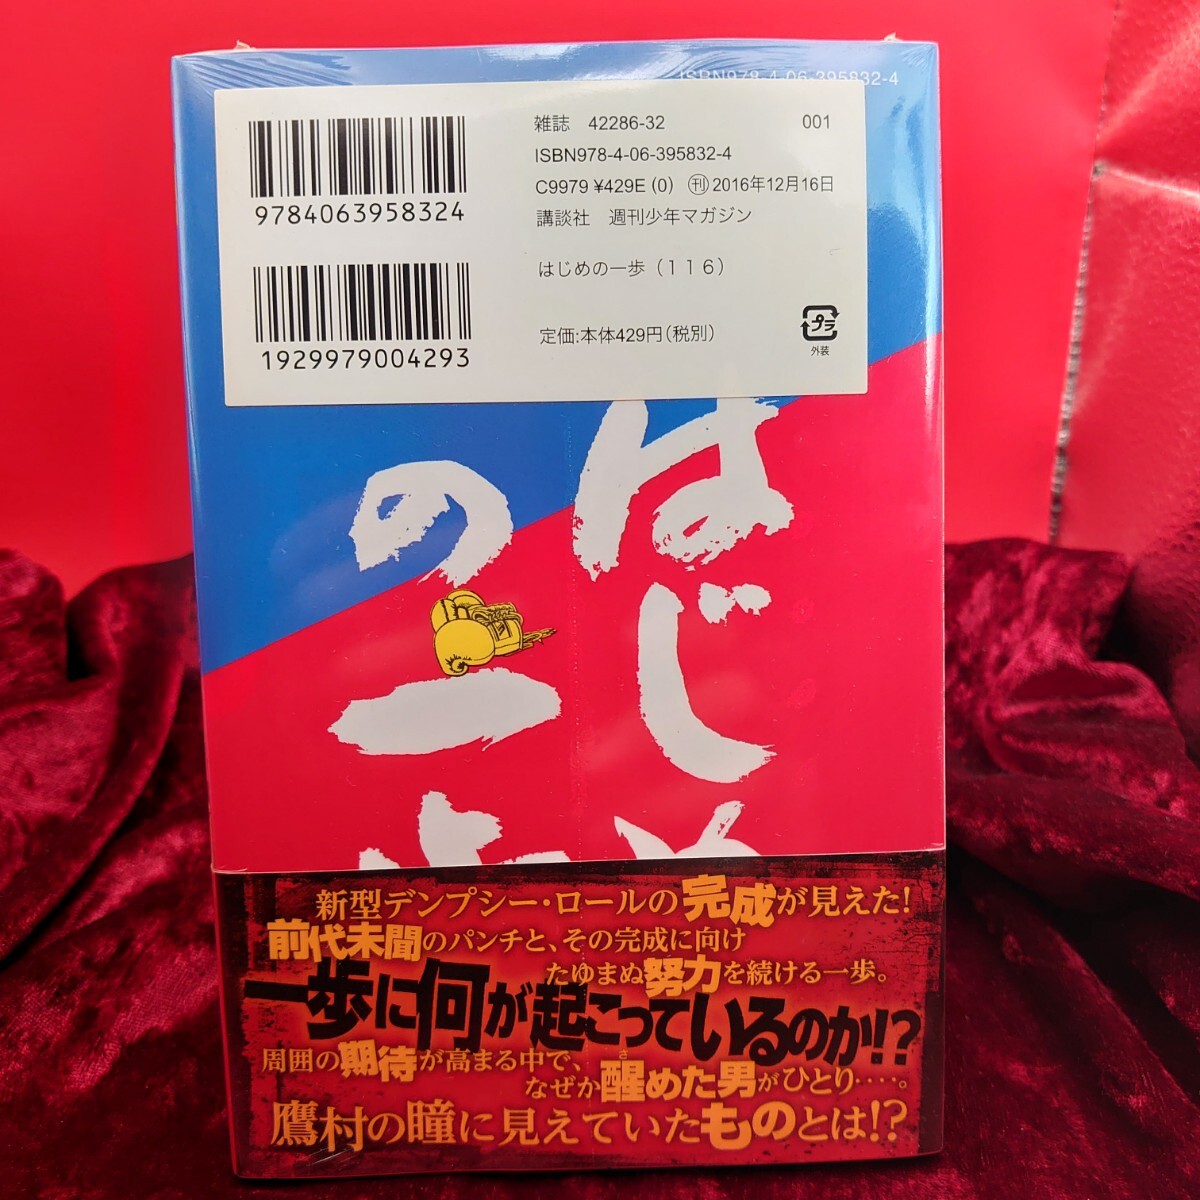 ISBN978-4-06-395832-4
雑誌 42286-32 001
ISBN978-4-06-395832-4
C9979 ¥429E (0) ㊞2016年12月16日
講談社 週刊少年マガジン
はじめの一歩(116)
定価:本体429円(税別)
プラ
外装
9784063958324
1929979004293
はじめ
の一歩
新型デンプシー・ロールの完成が見えた!
前代未聞のパンチと、その完成に向け
たゆまぬ努力を続ける一歩。
一歩に何が起こっているのか!?
周囲の期待が高まる中で、
なぜか醒めた男がひとり‥‥。
さ
鷹村の瞳に見えていたものとは!?